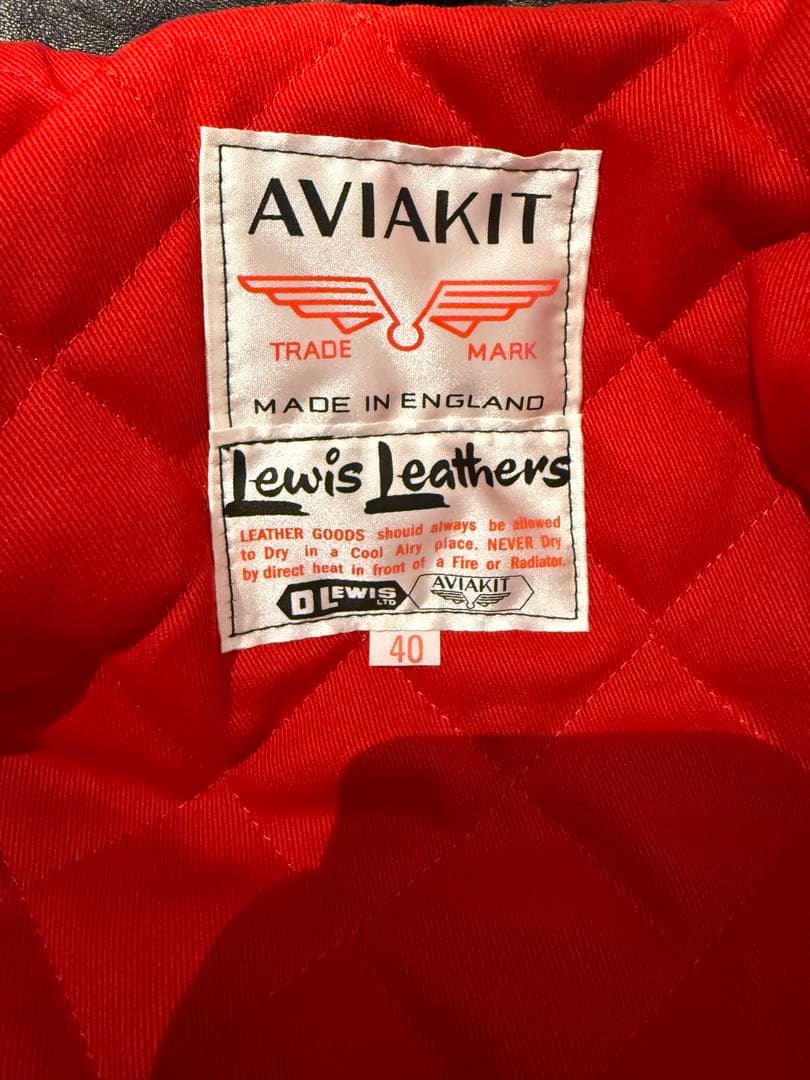 AVIAKIT
TRADE MARK
MADE IN ENGLAND
Lewis Leathers
LEATHER GOODS should always be allowed
to Dry in a Cool Airy place. NEVER Dry
by direct heat in front of a Fire or Radiator.
D LEWIS LTD AVIAKIT
40